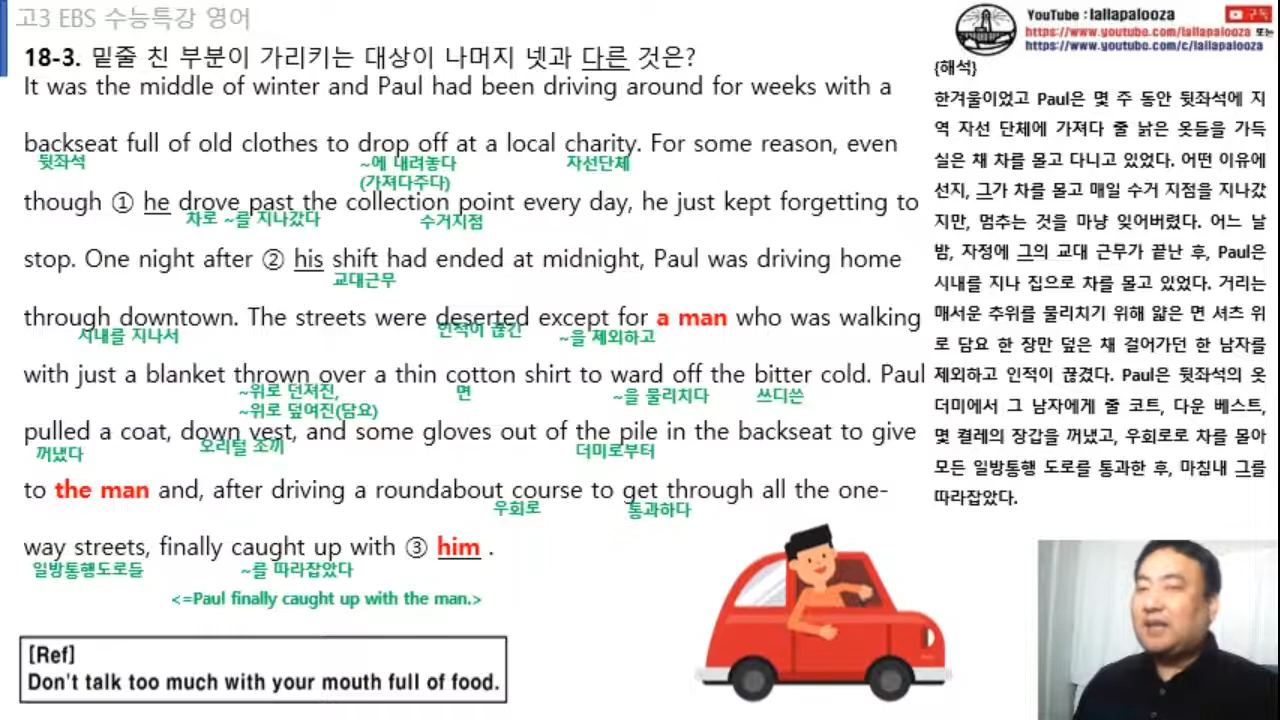 고3 EBS 수능특강 영어
YouTube : lallapalooza
구독
https://www.youtube.com/lallapalooza 또는
https://www.youtube.com/c/lallapalooza
18-3. 밑줄 친 부분이 가리키는 대상이 나머지 넷과 다른 것은?
It was the middle of winter and Paul had been driving around for weeks with a
backseat full of old clothes to drop off at a local charity. For some reason, even
뒷좌석 ~에 내려놓다 자선단체
(가져다주다)
though ① he drove past the collection point every day, he just kept forgetting to
차로 ~를 지나갔다 수거지점
stop. One night after ② his shift had ended at midnight, Paul was driving home
교대근무
through downtown. The streets were deserted except for a man who was walking
시내를 지나서 인적이 끊긴 ~을 제외하고
with just a blanket thrown over a thin cotton shirt to ward off the bitter cold. Paul
~위로 던져진, 면 ~을 물리치다 쓰디쓴
~위로 덮여진(담요)
pulled a coat, down vest, and some gloves out of the pile in the backseat to give
꺼냈다 오리털 조끼 더미로부터
to the man and, after driving a roundabout course to get through all the one-
우회로 통과하다
way streets, finally caught up with ③ him .
일방통행도로들 ~를 따라잡았다
<=Paul finally caught up with the man.>
[Ref]
Don't talk too much with your mouth full of food.
{해석}
한겨울이었고 Paul은 몇 주 동안 뒷좌석에 지
역 자선 단체에 가져다 줄 낡은 옷들을 가득
실은 채 차를 몰고 다니고 있었다. 어떤 이유에
선지, 그가 차를 몰고 매일 수거 지점을 지나갔
지만, 멈추는 것을 마냥 잊어버렸다. 어느 날
밤, 자정에 그의 교대 근무가 끝난 후, Paul은
시내를 지나 집으로 차를 몰고 있었다. 거리는
매서운 추위를 물리치기 위해 얇은 면 셔츠 위
로 담요 한 장만 덮은 채 걸어가던 한 남자를
제외하고 인적이 끊겼다. Paul은 뒷좌석의 옷
더미에서 그 남자에게 줄 코트, 다운 베스트,
몇 켤레의 장갑을 꺼냈고, 우회로로 차를 몰아
모든 일방통행 도로를 통과한 후, 마침내 그를
따라잡았다.